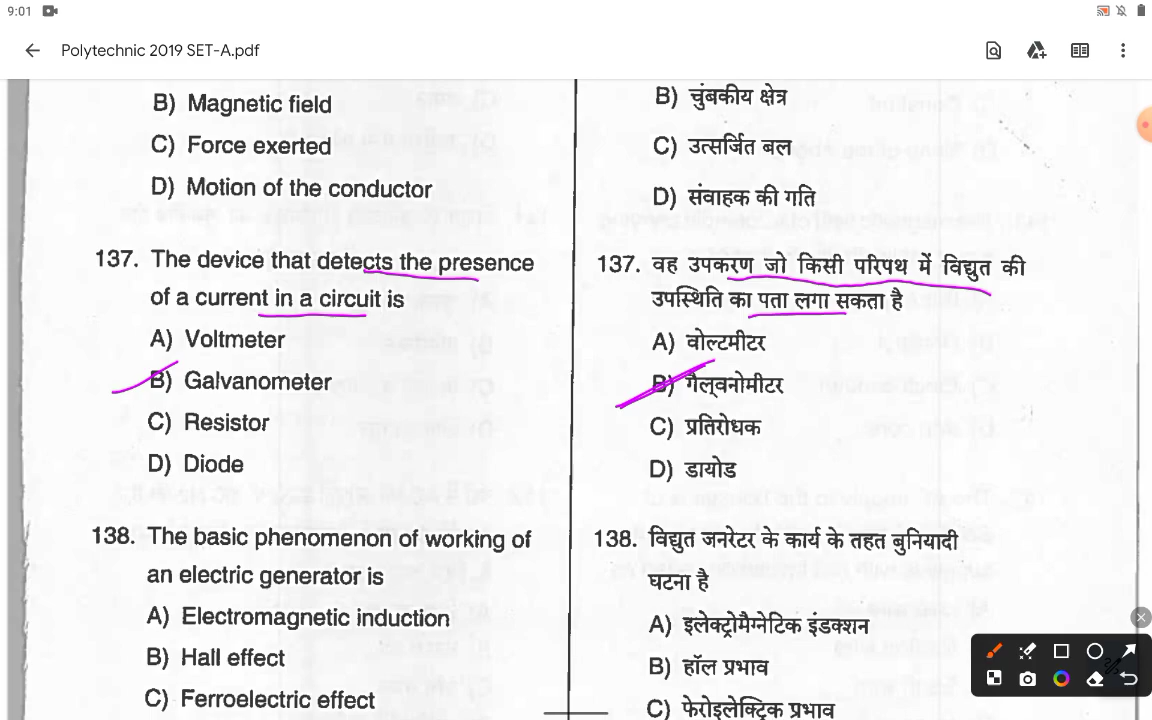 9:01
Polytechnic 2019 SET-A.pdf
B) Magnetic field
C) Force exerted
D) Motion of the conductor
137. The device that detects the presence
of a current in a circuit is
A) Voltmeter
B) Galvanometer
C) Resistor
D) Diode
138. The basic phenomenon of working of
an electric generator is
A) Electromagnetic induction
B) Hall effect
C) Ferroelectric effect
B) चुंबकीय क्षेत्र
C) उत्सर्जित बल
D) संवाहक की गति
137. वह उपकरण जो किसी परिपथ में विद्युत की
उपस्थिति का पता लगा सकता है
A) वोल्टमीटर
B) गैल्वनोमीटर
C) प्रतिरोधक
D) डायोड
138. विद्युत जनरेटर के कार्य के तहत बुनियादी
घटना है
A) इलेक्ट्रोमैग्नेटिक इंडक्शन
B) हॉल प्रभाव
C) फेरोइलेक्ट्रिक प्रभाव